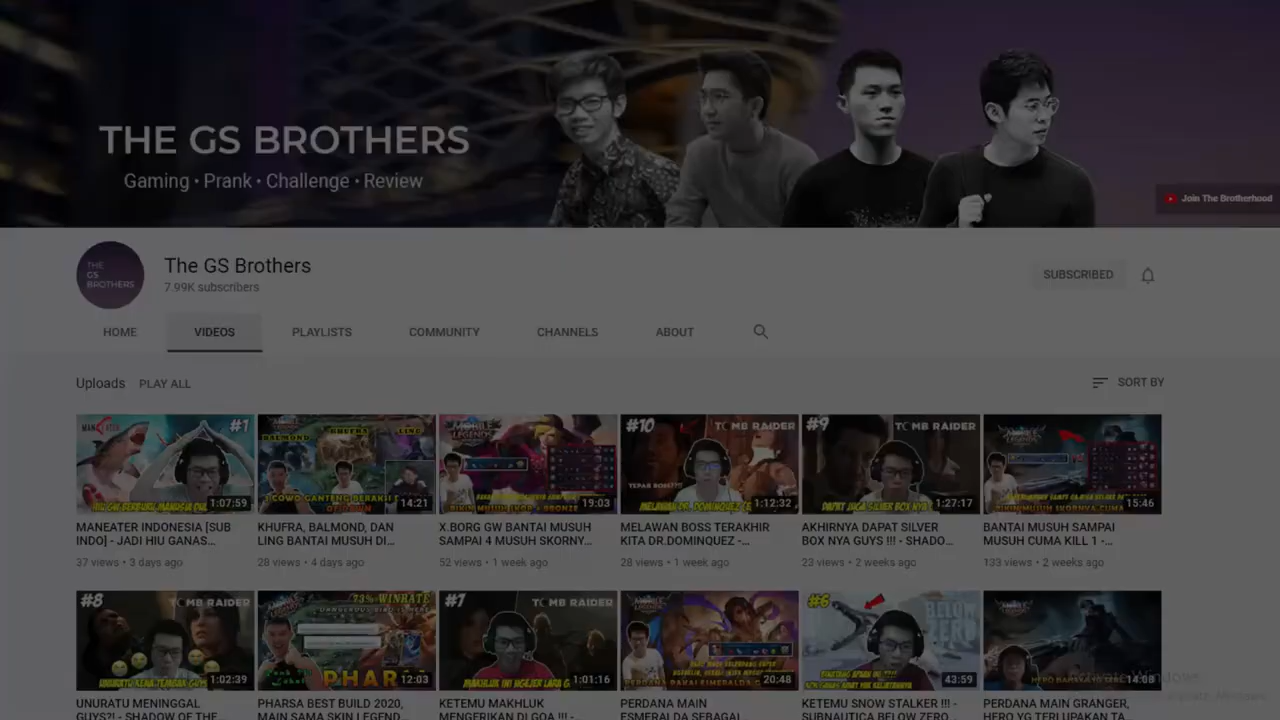 THE GS BROTHERS
Gaming • Prank • Challenge • Review
Join The Brotherhood
THE
GS
BROTHERS
The GS Brothers
7.99K subscribers
SUBSCRIBED
HOME
VIDEOS
PLAYLISTS
COMMUNITY
CHANNELS
ABOUT
Uploads
PLAY ALL
SORT BY
#1
1:07:59
BALMOND
KHUFRA
LING
14:21
MOBILE
LEGENDS
19:03
#10
TOMB RAIDER
1:12:32
#9
TOMB RAIDER
1:27:17
15:46
MANEATER INDONESIA [SUB
INDO] - JADI HIU GANAS...
37 views • 3 days ago
KHUFRA, BALMOND, DAN
LING BANTAI MUSUH DI...
28 views • 4 days ago
X.BORG GW BANTAI MUSUH
SAMPAI 4 MUSUH SKORNY...
52 views • 1 week ago
MELAWAN BOSS TERAKHIR
KITA DR.DOMINQUEZ -...
28 views • 1 week ago
AKHIRNYA DAPAT SILVER
BOX NYA GUYS !!! - SHADO...
23 views • 2 weeks ago
BANTAI MUSUH SAMPAI
MUSUH CUMA KILL 1 -...
133 views • 2 weeks ago
#8
TOMB RAIDER
1:02:39
73% WINRATE
PHAR
12:03
#7
TOMB RAIDER
1:01:16
20:48
#6
BELOW
ZERO
43:59
14:08
UNURATU MENINGGAL
GUYS?! - SHADOW OF THE...
PHARSA BEST BUILD 2020,
MAIN SAMA SKIN LEGEND...
KETEMU MAKHLUK
MENGERIKAN DI GOA !!! -...
PERDANA MAIN
ESMERALDA SEBAGAI...
KETEMU SNOW STALKER !!! -
SUBNAUTICA BELOW ZERO...
PERDANA MAIN GRANGER,
HERO YG TERLUPAKAN TA...